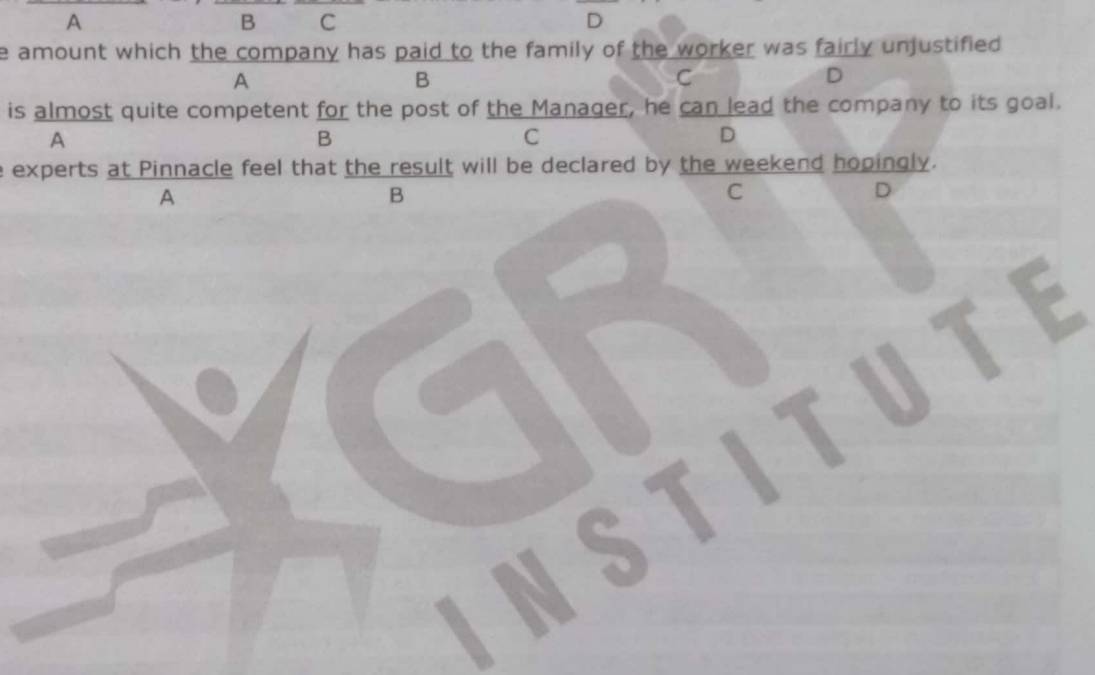 A B C D
amount which the company has paid to the family of the worker was fairly unjustified
A B C D
is almost quite competent for the post of the Manager, he can lead the company to its goal.
A B C D
experts at Pinnacle feel that the result will be declared by the weekend hopingly.
A B C D
GRIP
INSTITUTE